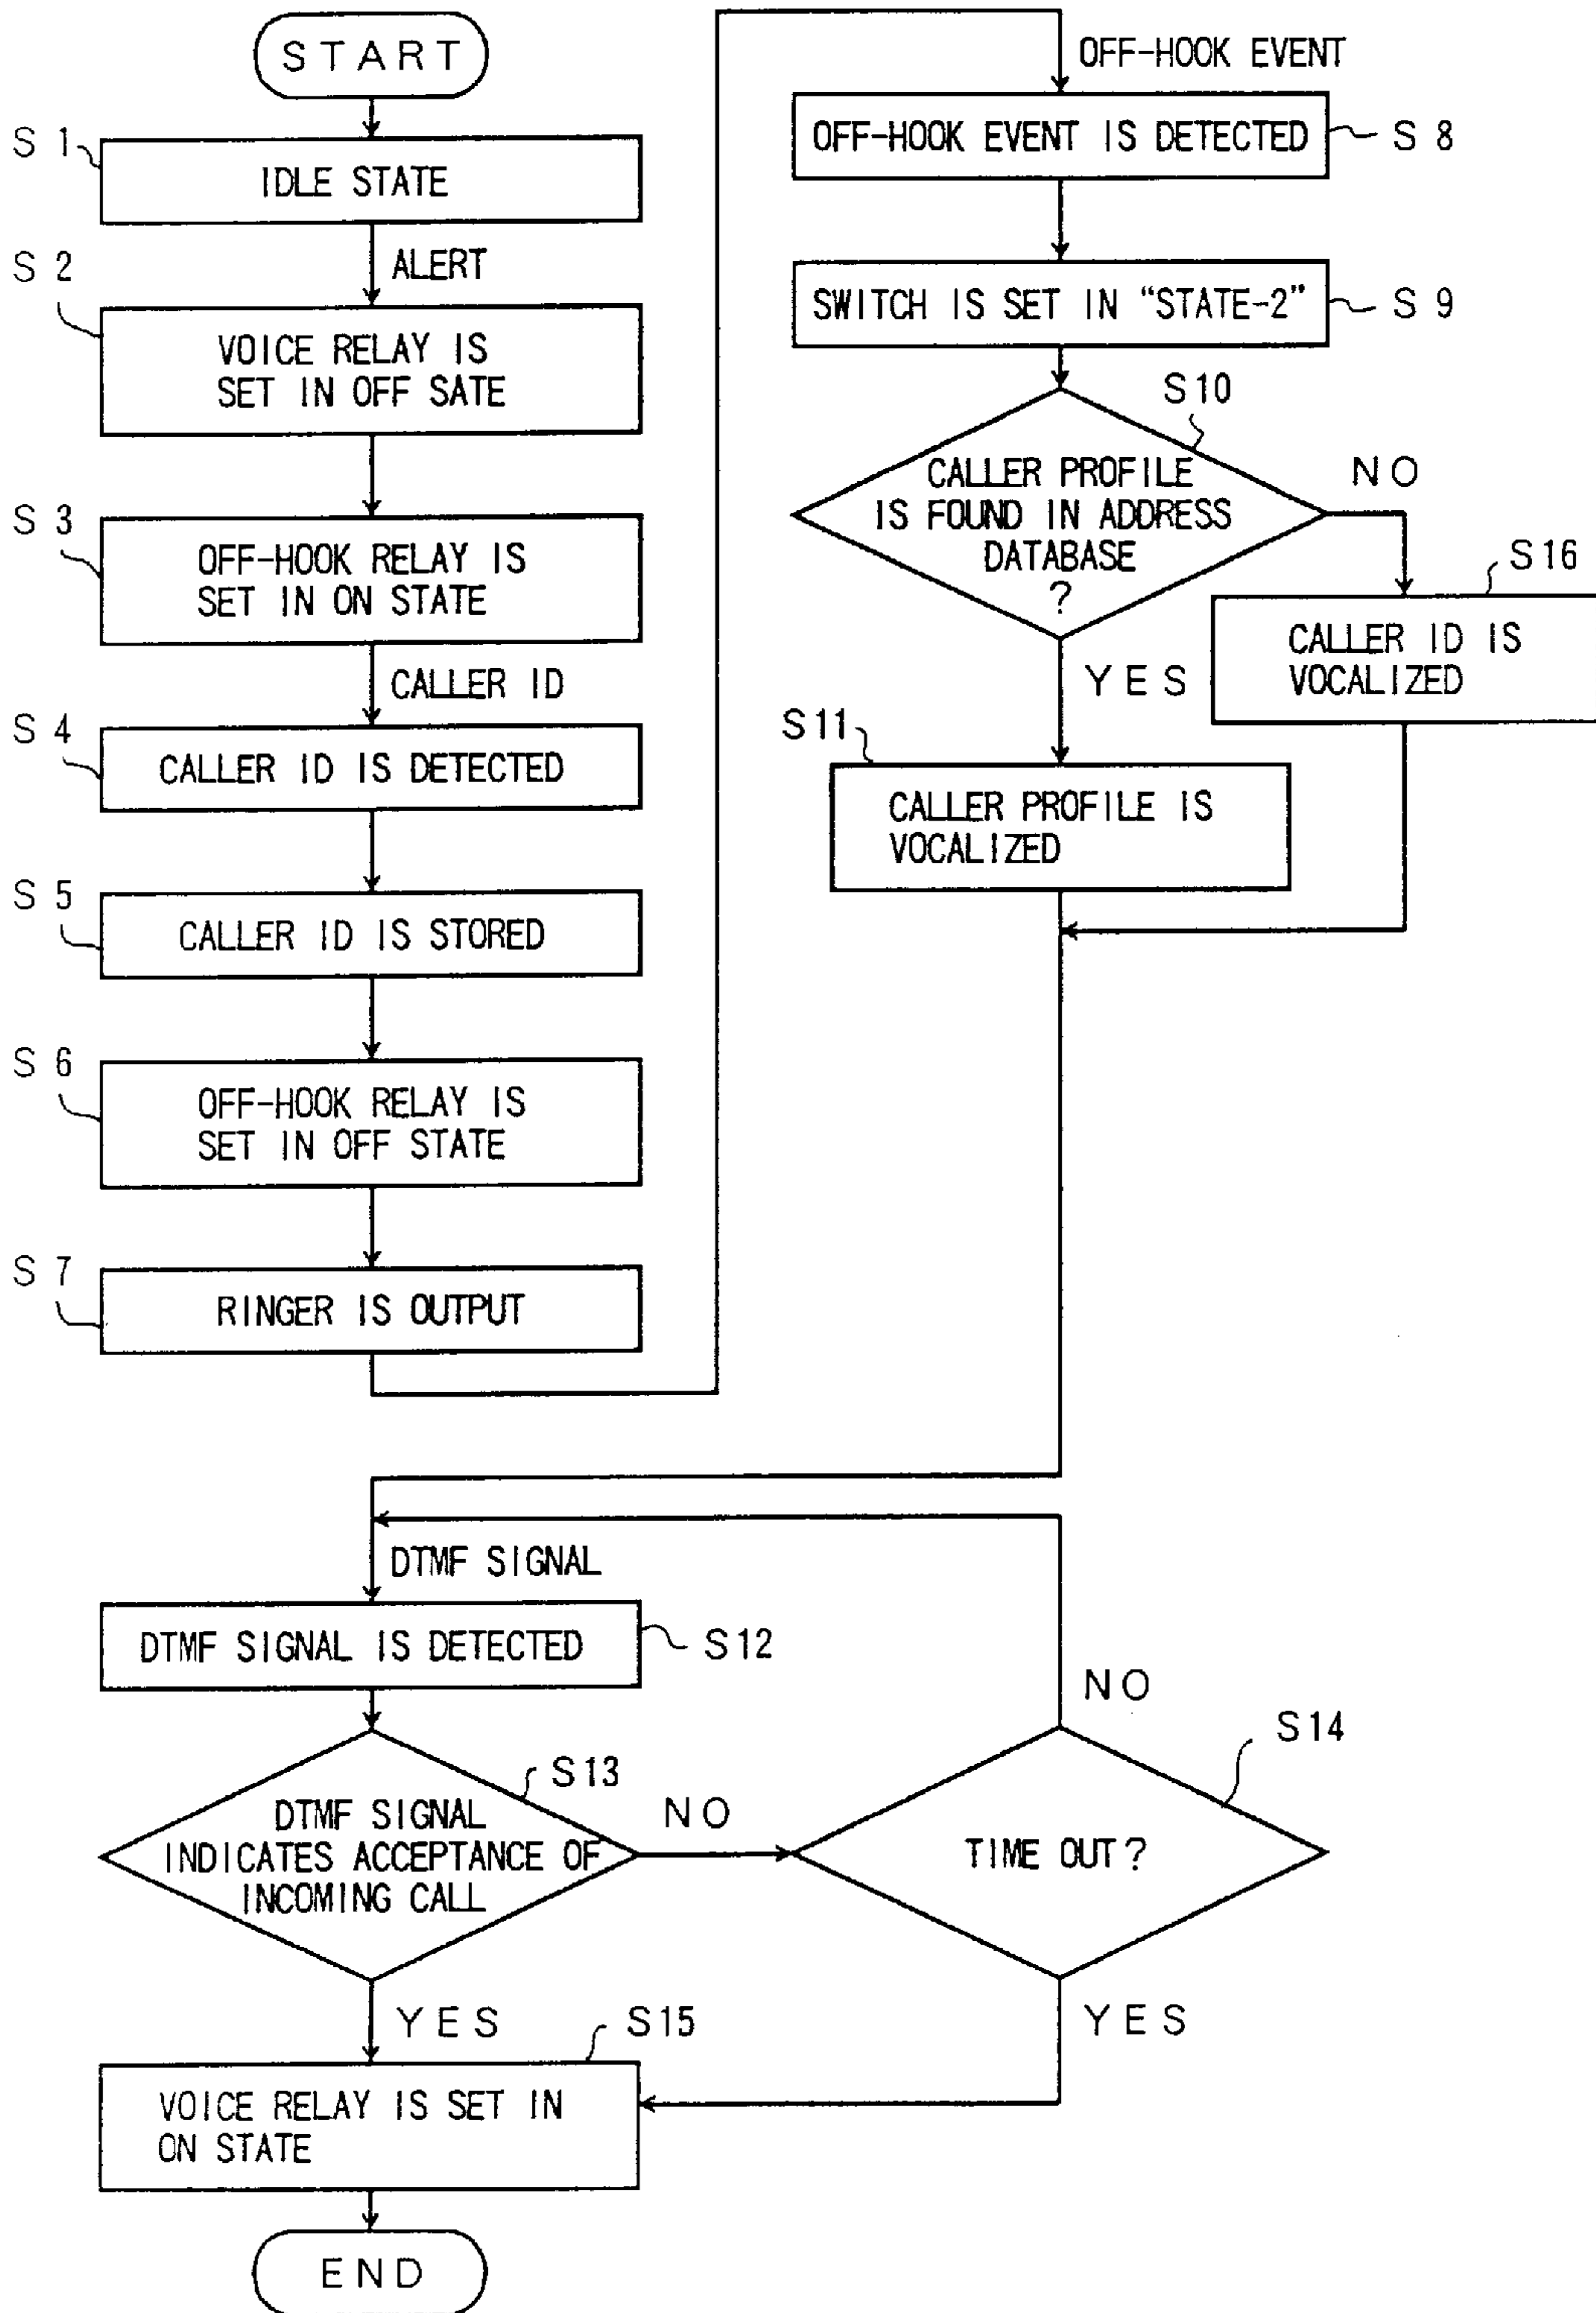 START
S 1
IDLE STATE
S 2
ALERT
VOICE RELAY IS
SET IN OFF SATE
S 3
OFF-HOOK RELAY IS
SET IN ON STATE
CALLER ID
S 4
CALLER ID IS DETECTED
S 5
CALLER ID IS STORED
S 6
OFF-HOOK RELAY IS
SET IN OFF STATE
S 7
RINGER IS OUTPUT
OFF-HOOK EVENT
OFF-HOOK EVENT IS DETECTED
S 8
SWITCH IS SET IN “STATE-2”
S 9
S10
CALLER PROFILE
IS FOUND IN ADDRESS
DATABASE
?
NO
YES
S16
CALLER ID IS
VOCALIZED
S11
CALLER PROFILE IS
VOCALIZED
DTMF SIGNAL
DTMF SIGNAL IS DETECTED
S12
S13
DTMF SIGNAL
INDICATES ACCEPTANCE OF
INCOMING CALL
NO
NO
S14
TIME OUT?
YES
YES
S15
VOICE RELAY IS SET IN
ON STATE
END